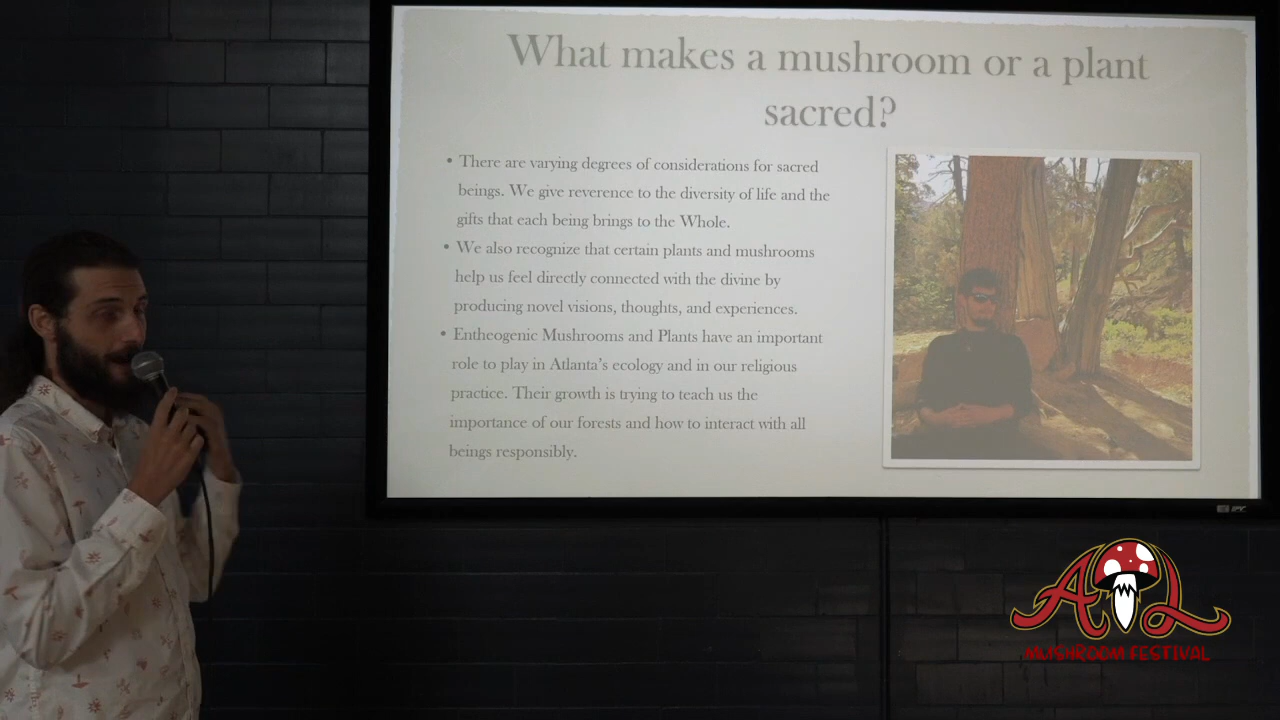 What makes a mushroom or a plant
sacred?
• There are varying degrees of considerations for sacred
beings. We give reverence to the diversity of life and the
gifts that each being brings to the Whole.
• We also recognize that certain plants and mushrooms
help us feel directly connected with the divine by
producing novel visions, thoughts, and experiences.
• Entheogenic Mushrooms and Plants have an important
role to play in Atlanta’s ecology and in our religious
practice. Their growth is trying to teach us the
importance of our forests and how to interact with all
beings responsibly.
ATL
MUSHROOM FESTIVAL